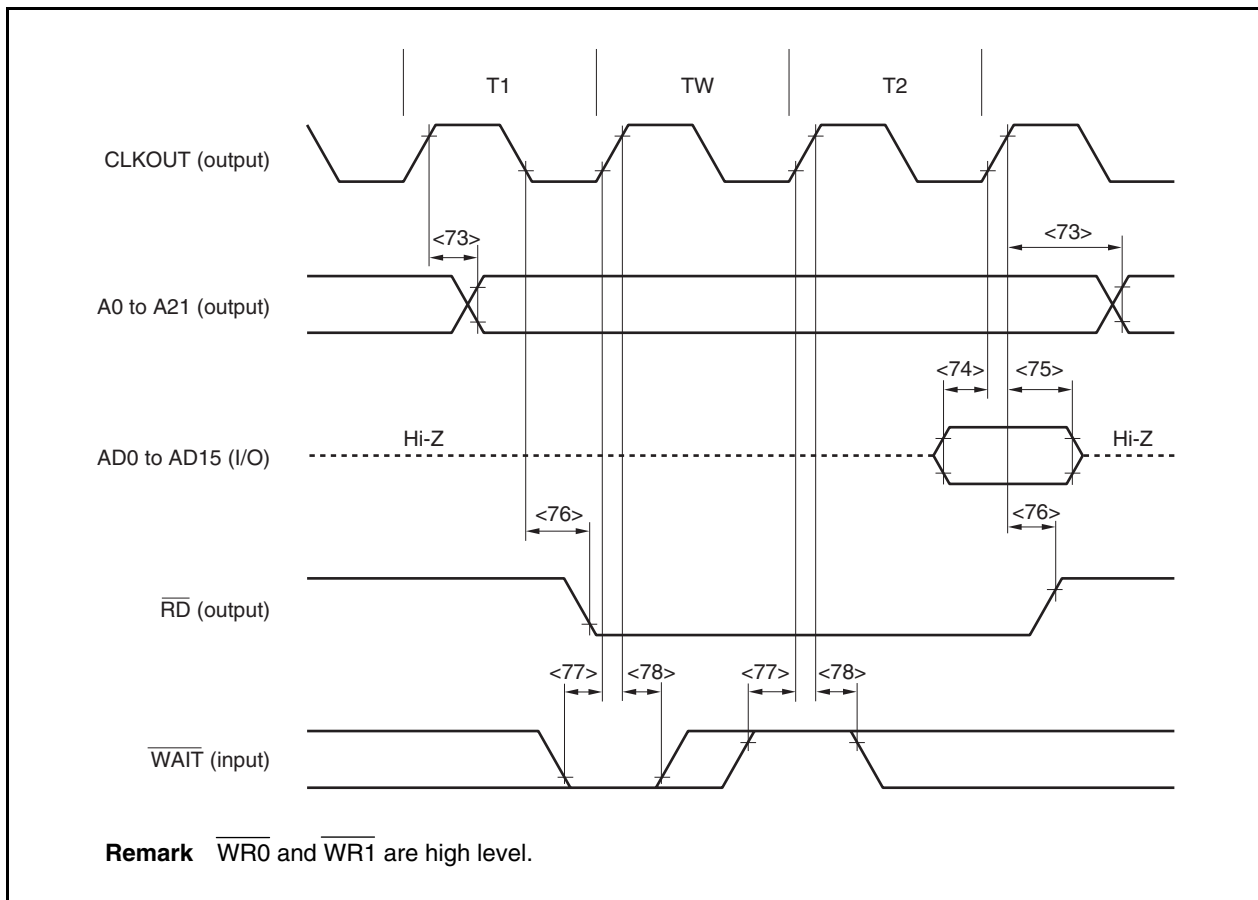 T1 TW T2
CLKOUT (output)
<73> <73>
A0 to A21 (output)
<74> <75>
Hi-Z Hi-Z
AD0 to AD15 (I/O)
<76> <76>
RD (output)
<77> <78> <77> <78>
WAIT (input)
Remark WR0 and WR1 are high level.